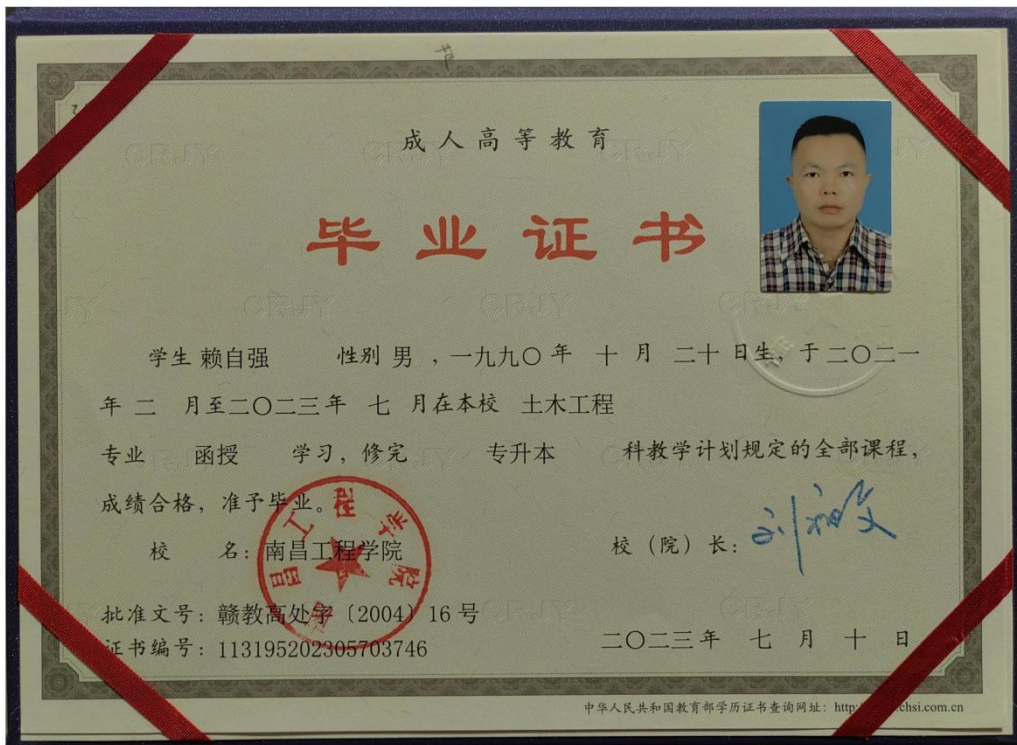 成人高等教育
毕业证书
学生 赖自强 性别 男 ,一九九〇年 十 月 二十 日生,于二〇二一
年 二 月至二〇二三年 七 月在本校 土木工程
专业 函授 学习,修完 专升本 科教学计划规定的全部课程,
成绩合格,准予毕业。
校 名:南昌工程学院
校(院)长:
批准文号:赣教高处字〔2004〕16号
证书编号:113195202305703746
二〇二三年 七 月 十 日
中华人民共和国教育部学历证书查询网址:http://
chsi.com.cn